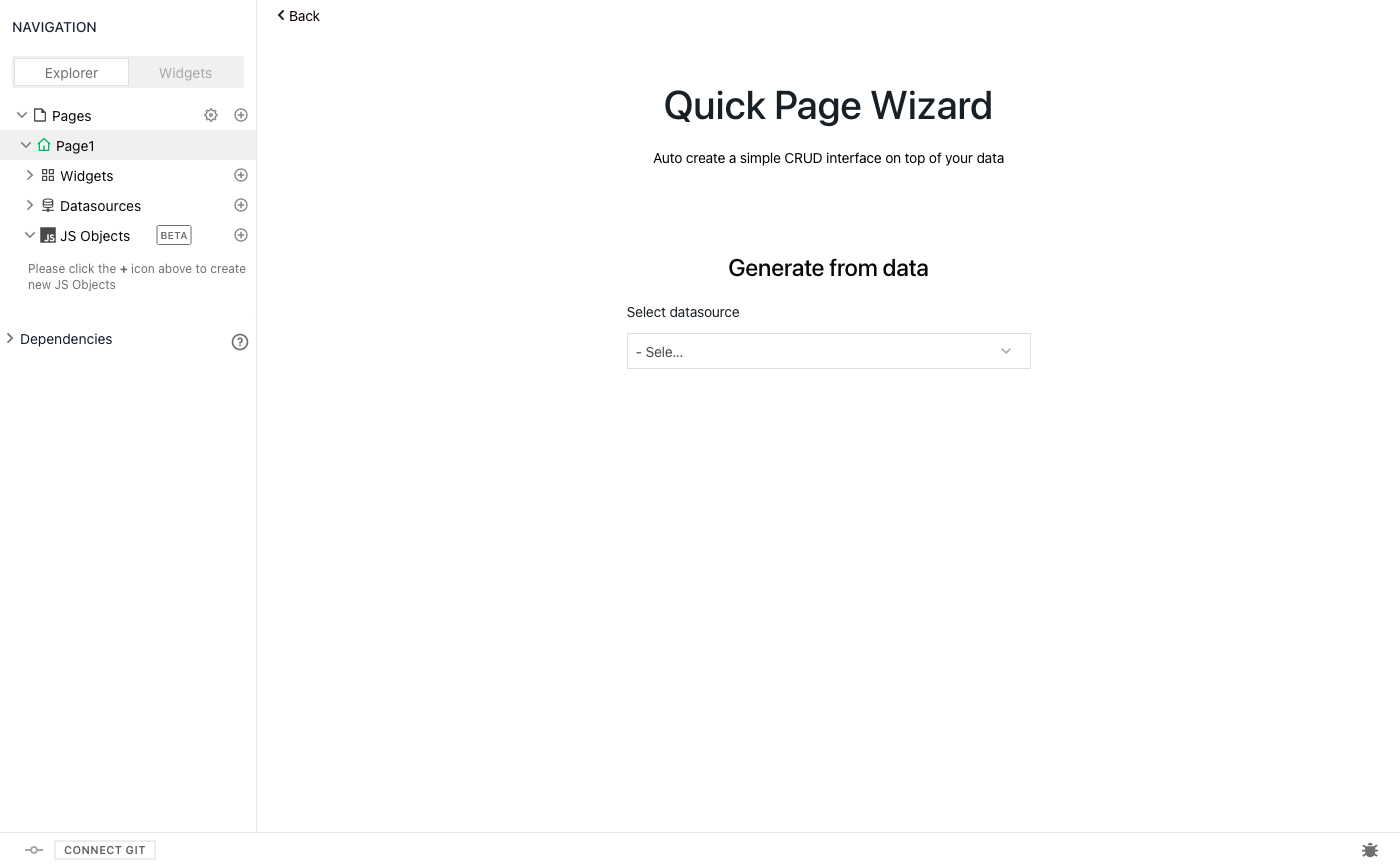 NAVIGATION
Explorer
Widgets
Pages
Page1
Widgets
Datasources
JS
JS Objects
BETA
Please click the + icon above to create
new JS Objects
Dependencies
?
Back
Quick Page Wizard
Auto create a simple CRUD interface on top of your data
Generate from data
Select datasource
- Sele...
CONNECT GIT